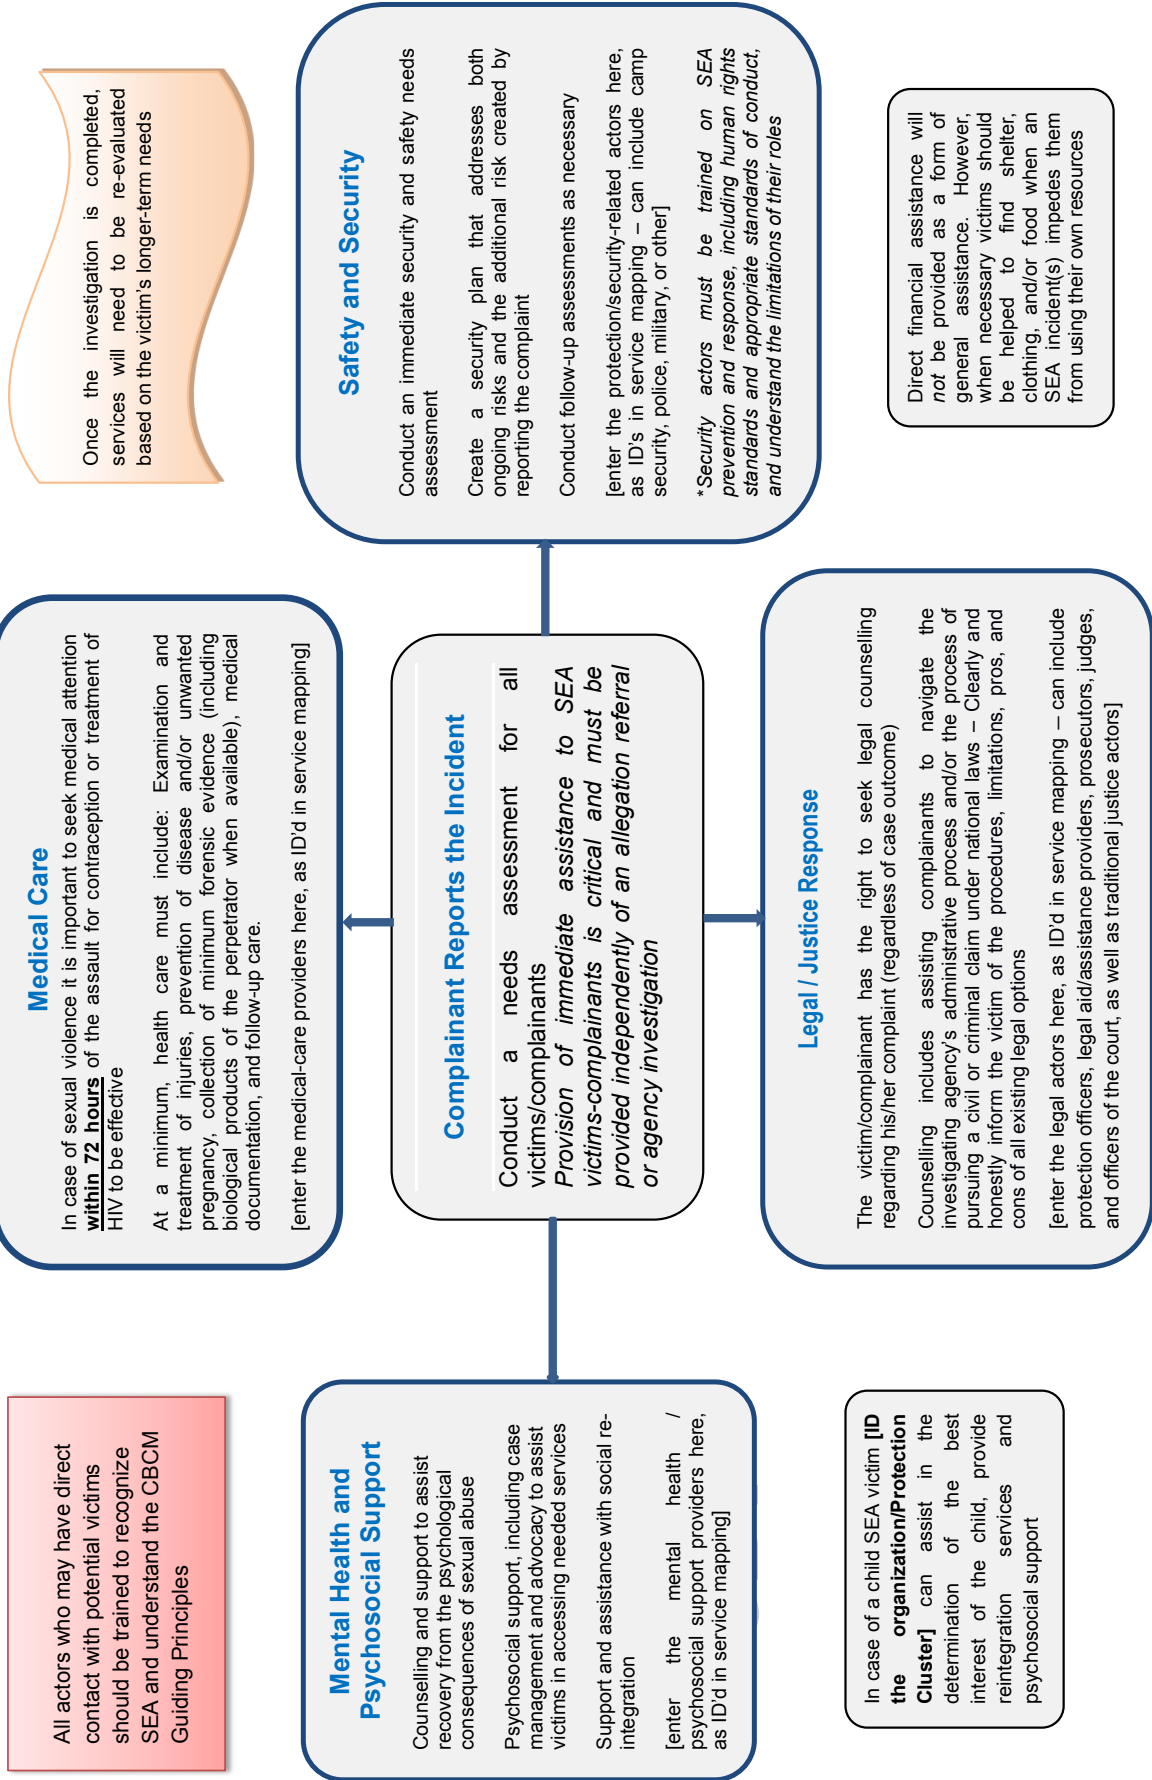 All actors who may have direct
contact with potential victims
should be trained to recognize
SEA and understand the CBCM
Guiding Principles
Medical Care
In case of sexual violence it is important to seek medical attention
within 72 hours of the assault for contraception or treatment of
HIV to be effective
At a minimum, health care must include: Examination and
treatment of injuries, prevention of disease and/or unwanted
pregnancy, collection of minimum forensic evidence (including
biological products of the perpetrator when available), medical
documentation, and follow-up care.
[enter the medical-care providers here, as ID'd in service mapping]
Once the investigation is completed,
services will need to be re-evaluated
based on the victim's longer-term needs
Mental Health and
Psychosocial Support
Counselling and support to assist
recovery from the psychological
consequences of sexual abuse
Psychosocial support, including case
management and advocacy to assist
victims in accessing needed services
Support and assistance with social re-
integration
[enter the mental health /
psychosocial support providers here,
as ID'd in service mapping]
Complainant Reports the Incident
Conduct a needs assessment for all
victims/complainants
Provision of immediate assistance to SEA
victims-complainants is critical and must be
provided independently of an allegation referral
or agency investigation
Safety and Security
Conduct an immediate security and safety needs
assessment
Create a security plan that addresses both
ongoing risks and the additional risk created by
reporting the complaint
Conduct follow-up assessments as necessary
[enter the protection/security-related actors here,
as ID's in service mapping – can include camp
security, police, military, or other]
*Security actors must be trained on SEA
prevention and response, including human rights
standards and appropriate standards of conduct,
and understand the limitations of their roles
In case of a child SEA victim [ID
the organization/Protection
Cluster] can assist in the
determination of the best
interest of the child, provide
reintegration services and
psychosocial support
Legal / Justice Response
The victim/complainant has the right to seek legal counselling
regarding his/her complaint (regardless of case outcome)
Counselling includes assisting complainants to navigate the
investigating agency's administrative process and/or the process of
pursuing a civil or criminal claim under national laws – Clearly and
honestly inform the victim of the procedures, limitations, pros, and
cons of all existing legal options
[enter the legal actors here, as ID'd in service mapping – can include
protection officers, legal aid/assistance providers, prosecutors, judges,
and officers of the court, as well as traditional justice actors]
Direct financial assistance will
not be provided as a form of
general assistance. However,
when necessary victims should
be helped to find shelter,
clothing, and/or food when an
SEA incident(s) impedes them
from using their own resources